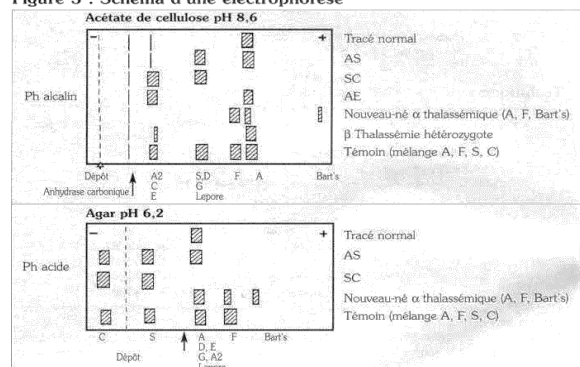 Figure 3 : Schéma d'une électrophorèse
Acétate de cellulose pH 8,6
- +
Tracé normal
AS
SC
Ph alcalin
AE
Nouveau-né α thalassémique (A, F, Bart's)
β Thalassémie hétérozygote
Témoin (mélange A, F, S, C)
Dépôt A2 S,D F A Bart's
Anhydrase carbonique C G
E Lepore
Agar pH 6,2
- +
Tracé normal
AS
Ph acide
SC
Nouveau-né α thalassémique (A, F, Bart's)
Témoin (mélange A, F, S, C)
C S A F Bart's
Dépôt D, E
G, A2
Lepore